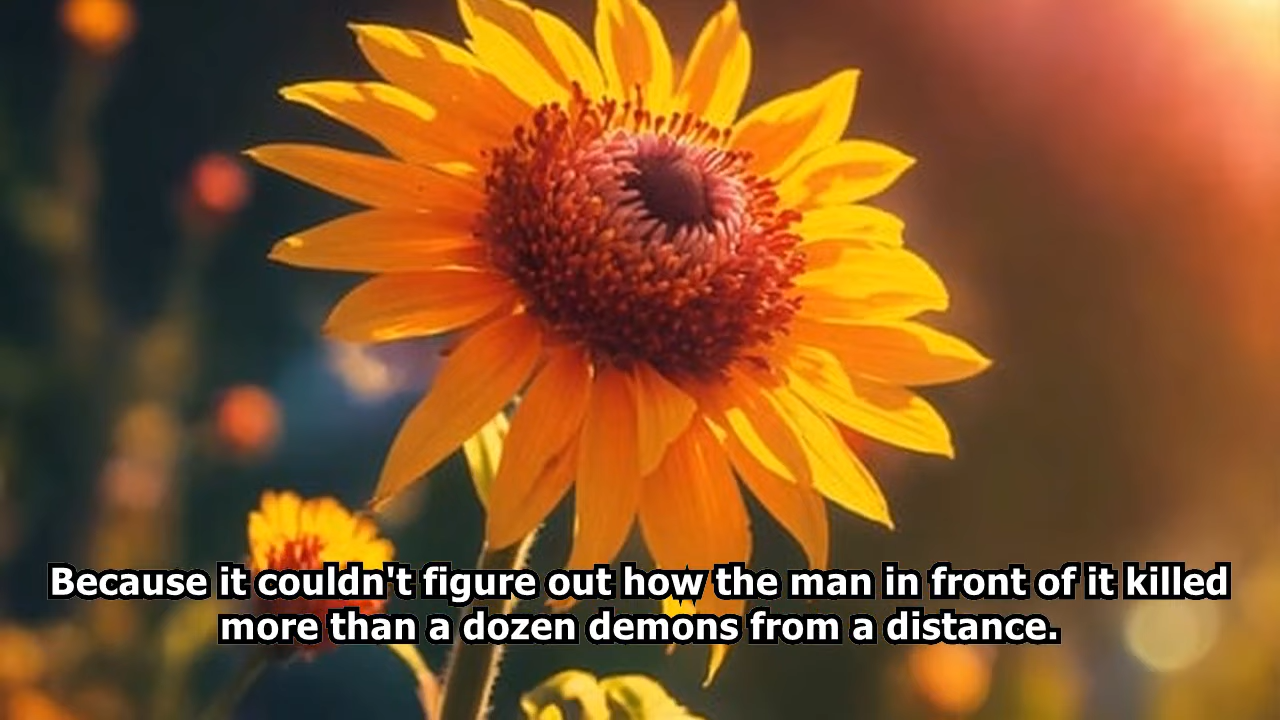 Because it couldn't figure out how the man in front of it killed
more than a dozen demons from a distance.